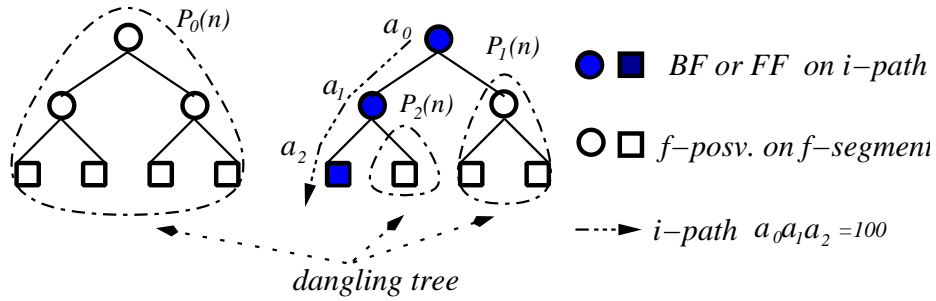 P₀(n)
a₀
P₁(n)
BF or FF on i−path
a₁
P₂(n)
a₂
f−posv. on f−segment
i−path a₀a₁a₂ =100
dangling tree